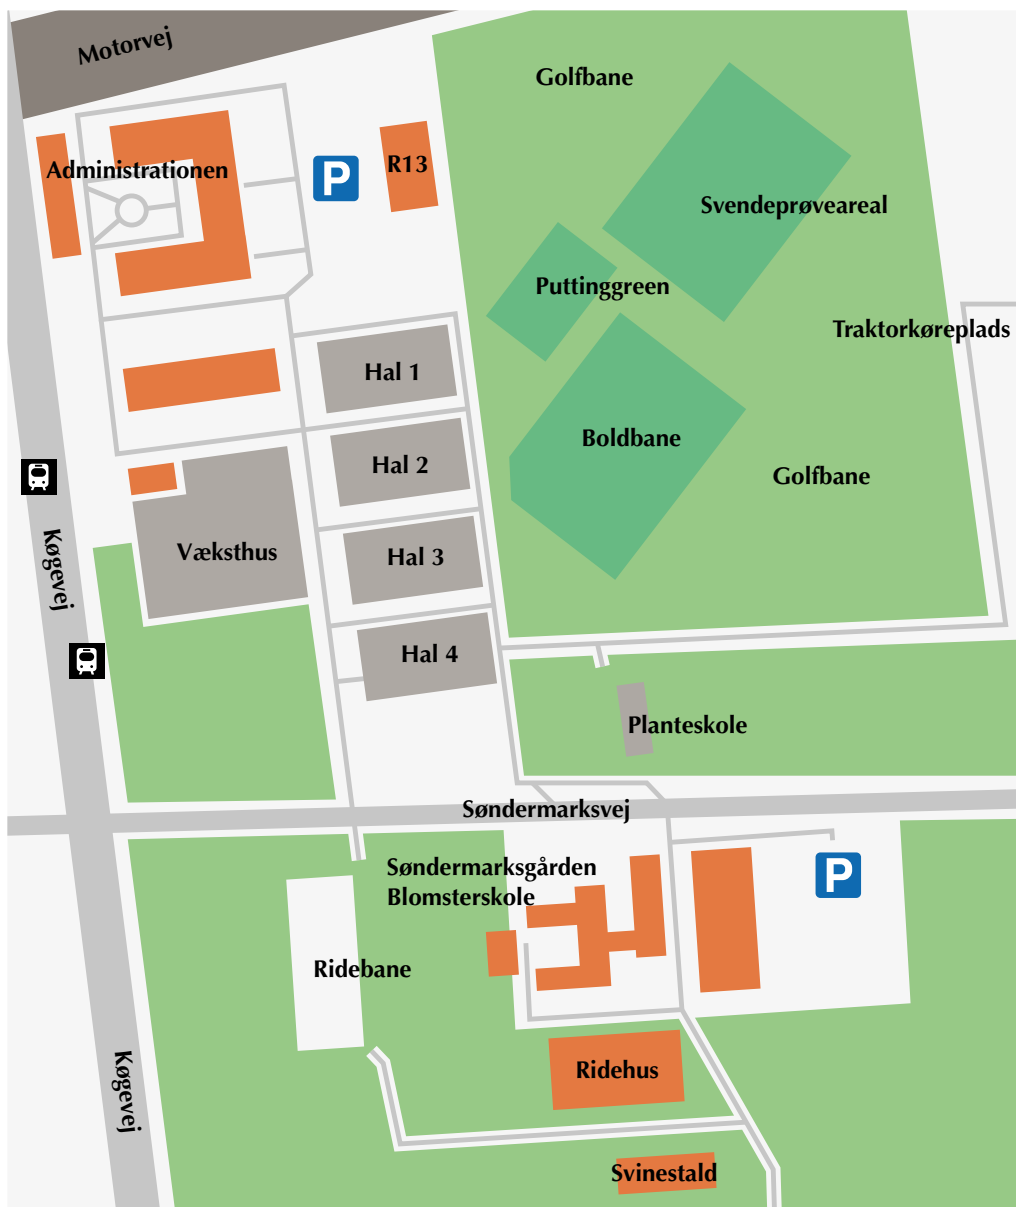 Motorvej
Golfbane
Administrationen
P
R13
Svendeprøveareal
Puttinggreen
Traktorkøreplads
Hal 1
Boldbane
Hal 2
Golfbane
Væksthus
Hal 3
Køgevej
Hal 4
Planteskole
Søndermarksvej
Søndermarksgården
Blomsterskole
P
Ridebane
Ridehus
Køgevej
Svinestald